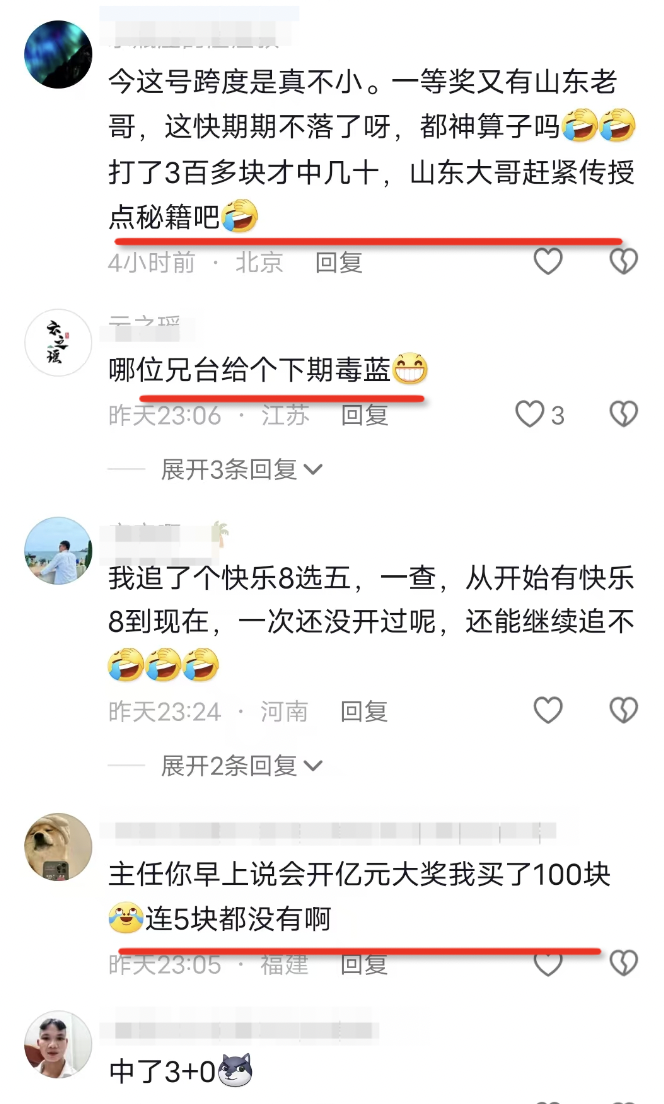 今这号跨度是真不小。一等奖又有山东老
哥，这快期期不落了呀，都神算子吗🤣🤣
打了3百多块才中几十，山东大哥赶紧传授
点秘籍吧🤣
4小时前 · 北京 回复
云之瑶
哪位兄台给个下期毒蓝😁
昨天23:06 · 江苏 回复 3
展开3条回复
我追了个快乐8选五，一查，从开始有快乐
8到现在，一次还没开过呢，还能继续追不
🤣🤣🤣
昨天23:24 · 河南 回复
展开2条回复
主任你早上说会开亿元大奖我买了100块
😂连5块都没有啊
昨天23:05 · 福建 回复
中了3+0